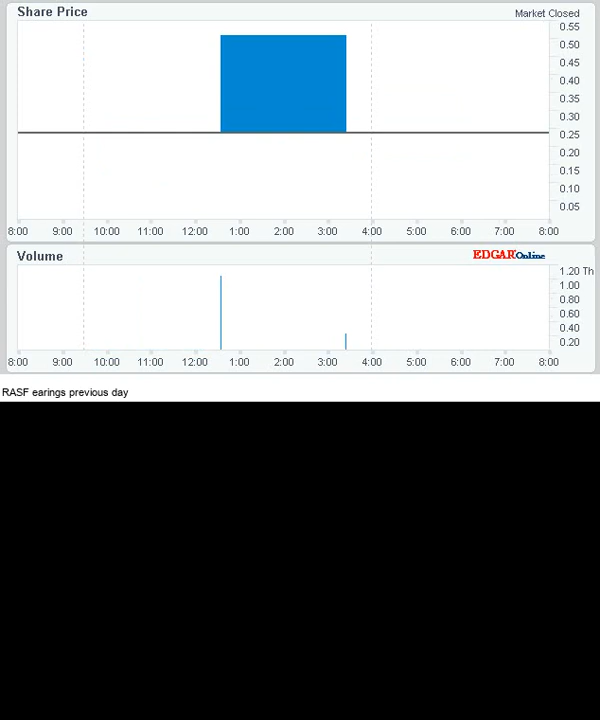 Share Price
Market Closed
0.55
0.50
0.45
0.40
0.35
0.30
0.25
0.20
0.15
0.10
0.05
8:00 9:00 10:00 11:00 12:00 1:00 2:00 3:00 4:00 5:00 6:00 7:00 8:00
Volume
EDGAR Online
1.20 Th
1.00
0.80
0.60
0.40
0.20
8:00 9:00 10:00 11:00 12:00 1:00 2:00 3:00 4:00 5:00 6:00 7:00 8:00
RASF earings previous day